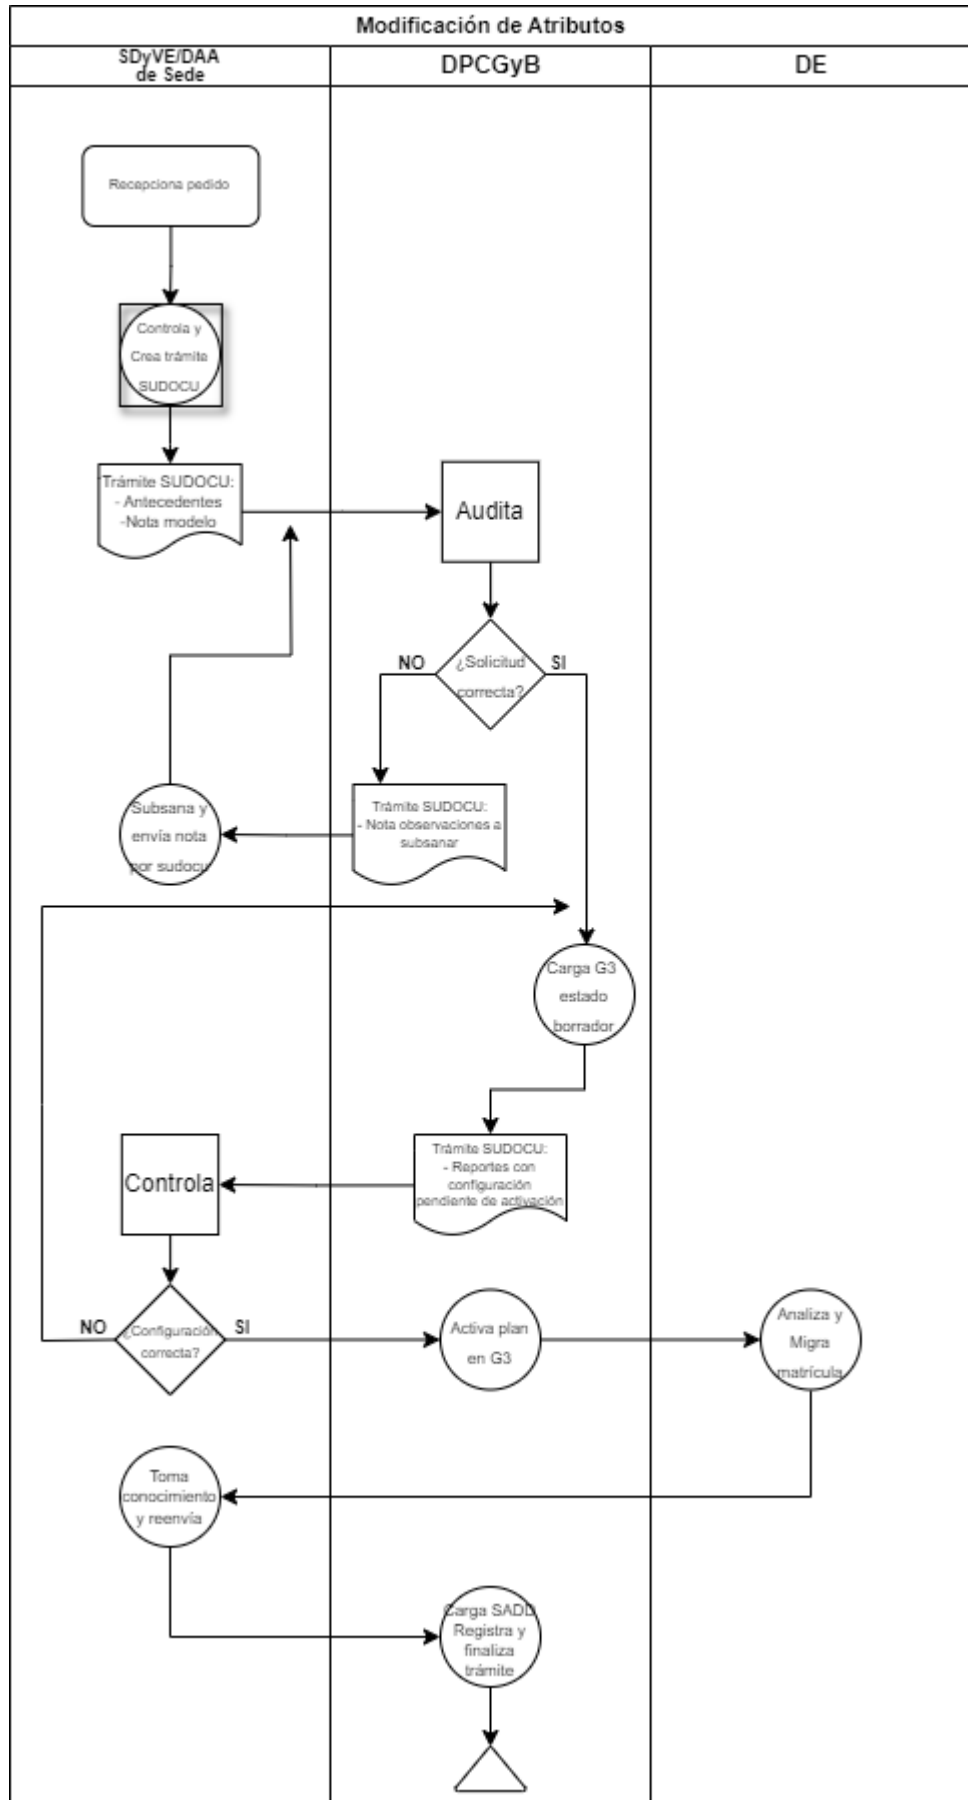 Modificación de Atributos
SDyVE/DAA
de Sede
DPCGyB
DE
Recepciona pedido
Controla y
Crea trámite
SUDOCU
Trámite SUDOCU:
- Antecedentes
-Nota modelo
Audita
¿Solicitud
correcta?
NO
SI
Trámite SUDOCU:
- Nota observaciones a
subsanar
Subsana y
envía nota
por sudocu
Carga G3
estado
borrador
Trámite SUDOCU:
- Reportes con
configuración
pendiente de activación
Controla
¿Configuración
correcta?
NO
SI
Activa plan
en G3
Analiza y
Migra
matrícula
Toma
conocimiento
y reenvía
Carga SADD
Registra y
finaliza
trámite